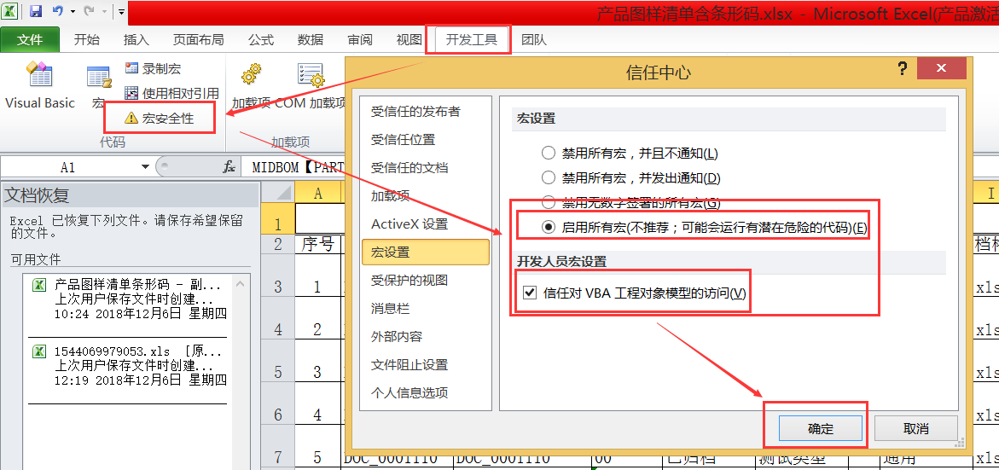 产品图样清单含条形码.xlsx - Microsoft Excel(产品激活
文件 开始 插入 页面布局 公式 数据 审阅 视图 开发工具 团队
Visual Basic
宏
录制宏
使用相对引用
宏安全性
代码
加载项 COM 加载项
加载项
A1
fx
MIDBOM【PART
文档恢复
Excel 已恢复下列文件。请保存希望保留
的文件。
可用文件
产品图样清单条形码 - 副...
上次用户保存文件时创建...
10:24 2018年12月6日 星期四
1544069979053.xls [原...
上次用户保存文件时创建...
12:19 2018年12月6日 星期四
A
I
1
2 序号
3 1 xls
4 2 xls
5 3 xls
6 4 xls
7 5 DOC_0001110 DOC_0001110 00 已归档 测试类型 通用 xls
信任中心
?
受信任的发布者
受信任位置
受信任的文档
加载项
ActiveX 设置
宏设置
受保护的视图
消息栏
外部内容
文件阻止设置
个人信息选项
宏设置
禁用所有宏，并且不通知(L)
禁用所有宏，并发出通知(D)
禁用无数字签署的所有宏(G)
启用所有宏(不推荐；可能会运行有潜在危险的代码)(E)
开发人员宏设置
信任对 VBA 工程对象模型的访问(V)
确定
取消